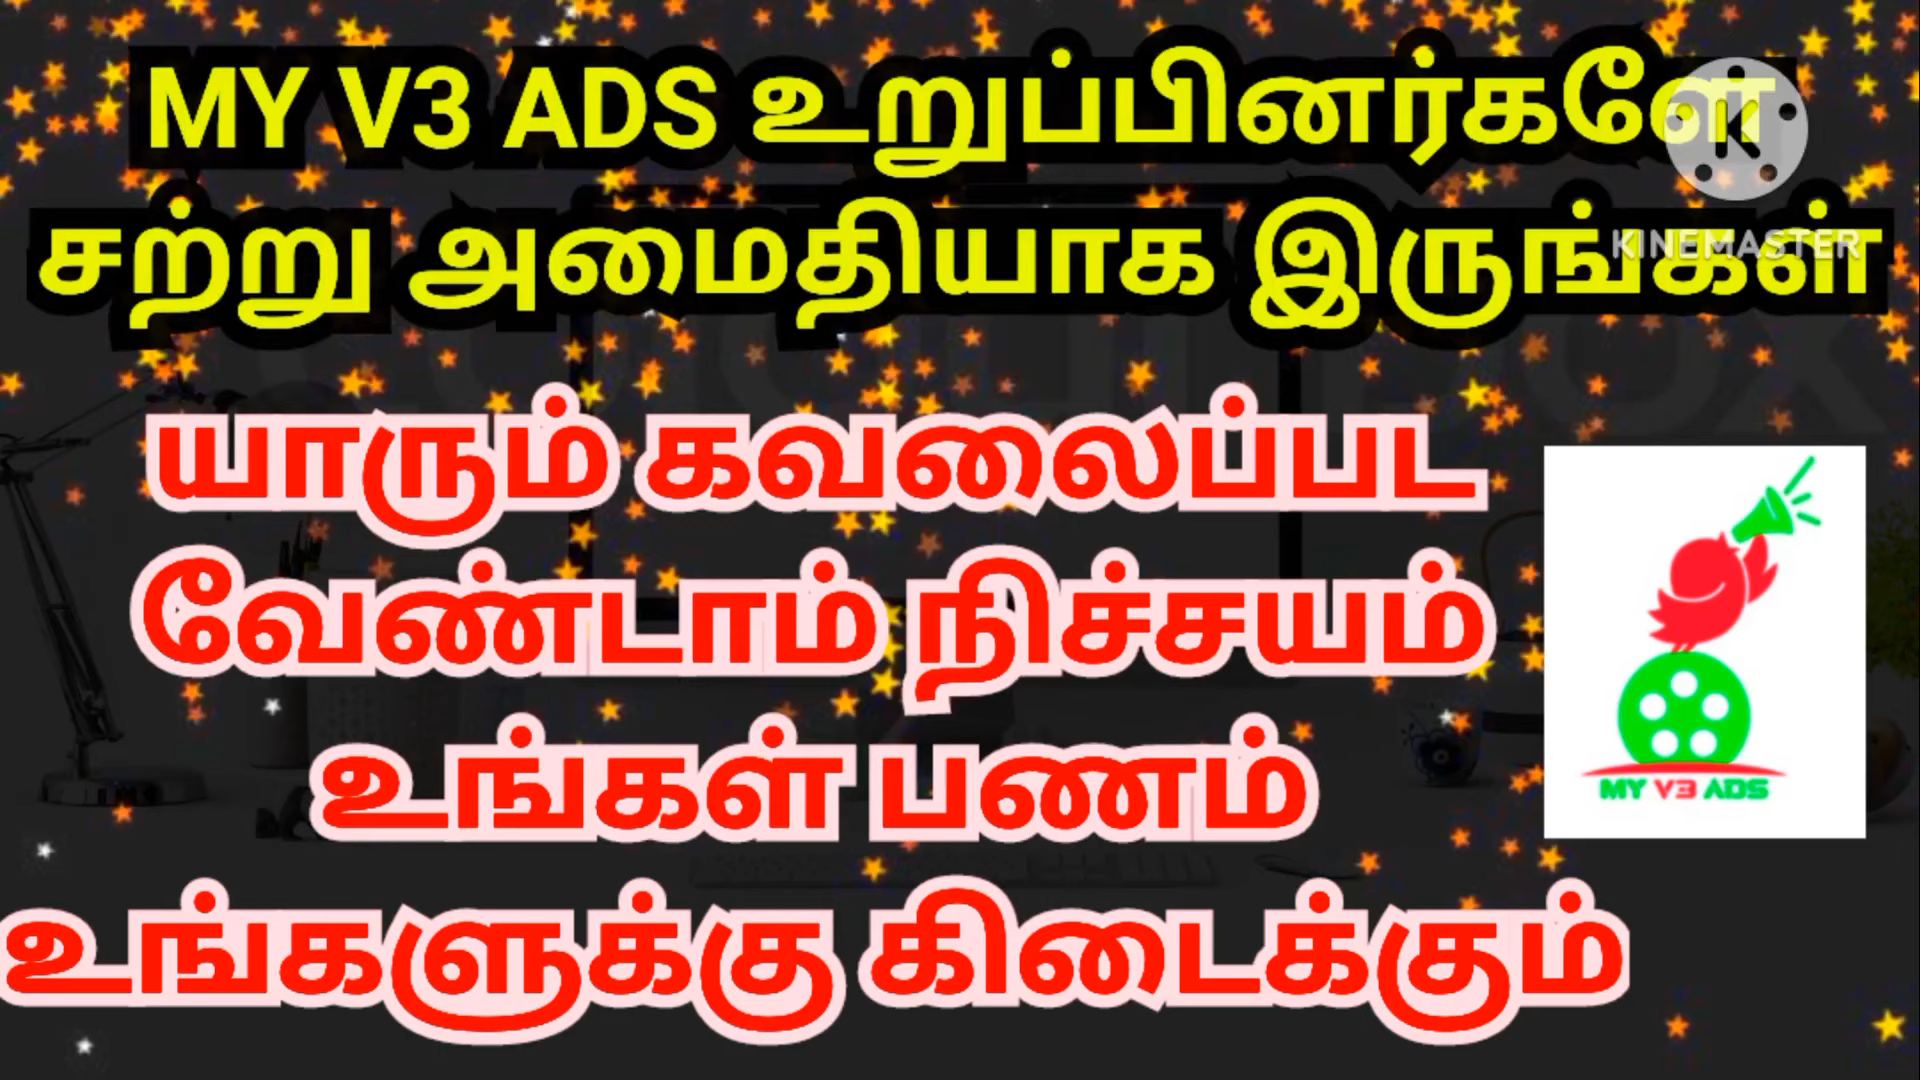 MY V3 ADS உறுப்பினர்களே
சற்று அமைதியாக இருங்கள்
KINEMASTER
யாரும் கவலைப்பட
வேண்டாம் நிச்சயம்
உங்கள் பணம்
உங்களுக்கு கிடைக்கும்
MY V3 ADS